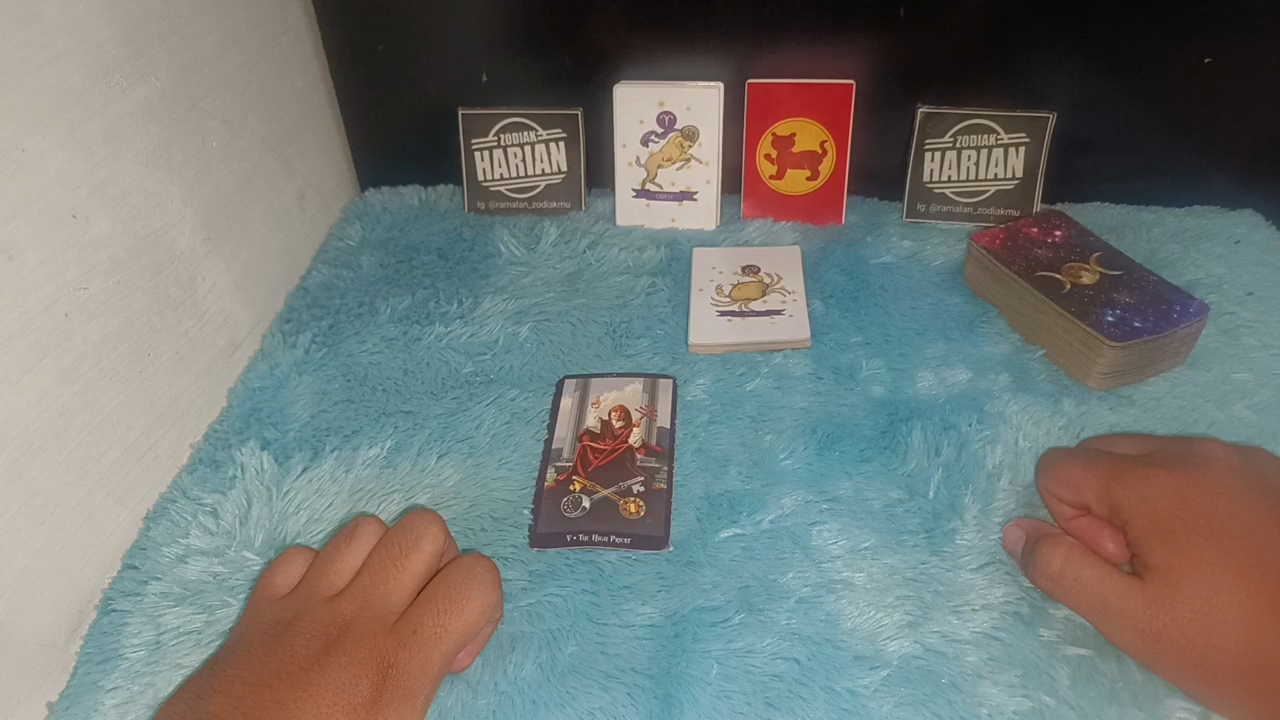 ZODIAK
HARIAN
Ig: @ramalan_zodiakmu
ZODIAK
HARIAN
Ig: @ramalan_zodiakmu
V • The High Priest